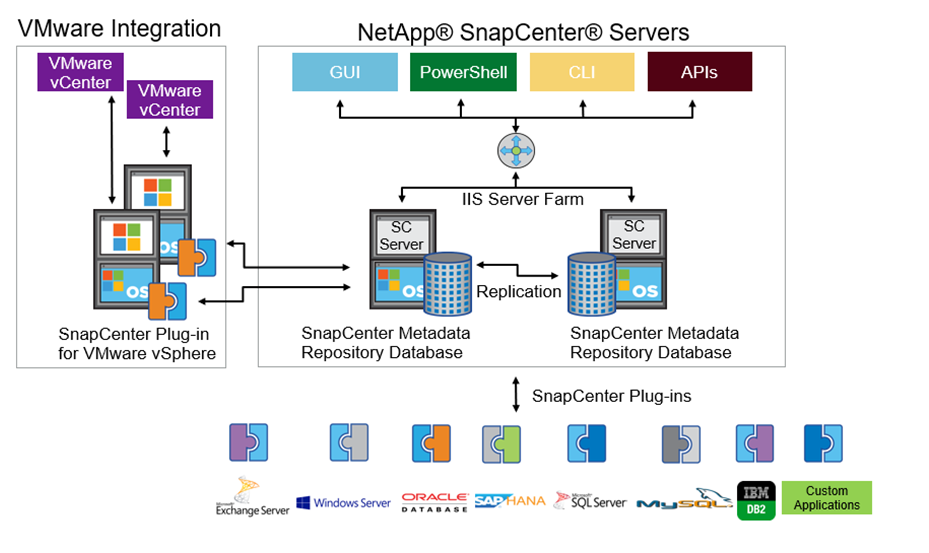 VMware Integration
NetApp® SnapCenter® Servers
VMware
vCenter
VMware
vCenter
GUI
PowerShell
CLI
APIs
IIS Server Farm
SC
Server
SC
Server
OS
OS
OS
OS
Replication
SnapCenter Plug-in
for VMware vSphere
SnapCenter Metadata
Repository Database
SnapCenter Metadata
Repository Database
SnapCenter Plug-ins
Microsoft
Exchange Server
Windows Server
ORACLE
DATABASE
SAP HANA
Microsoft
SQL Server
MySQL
IBM
DB2
Custom
Applications